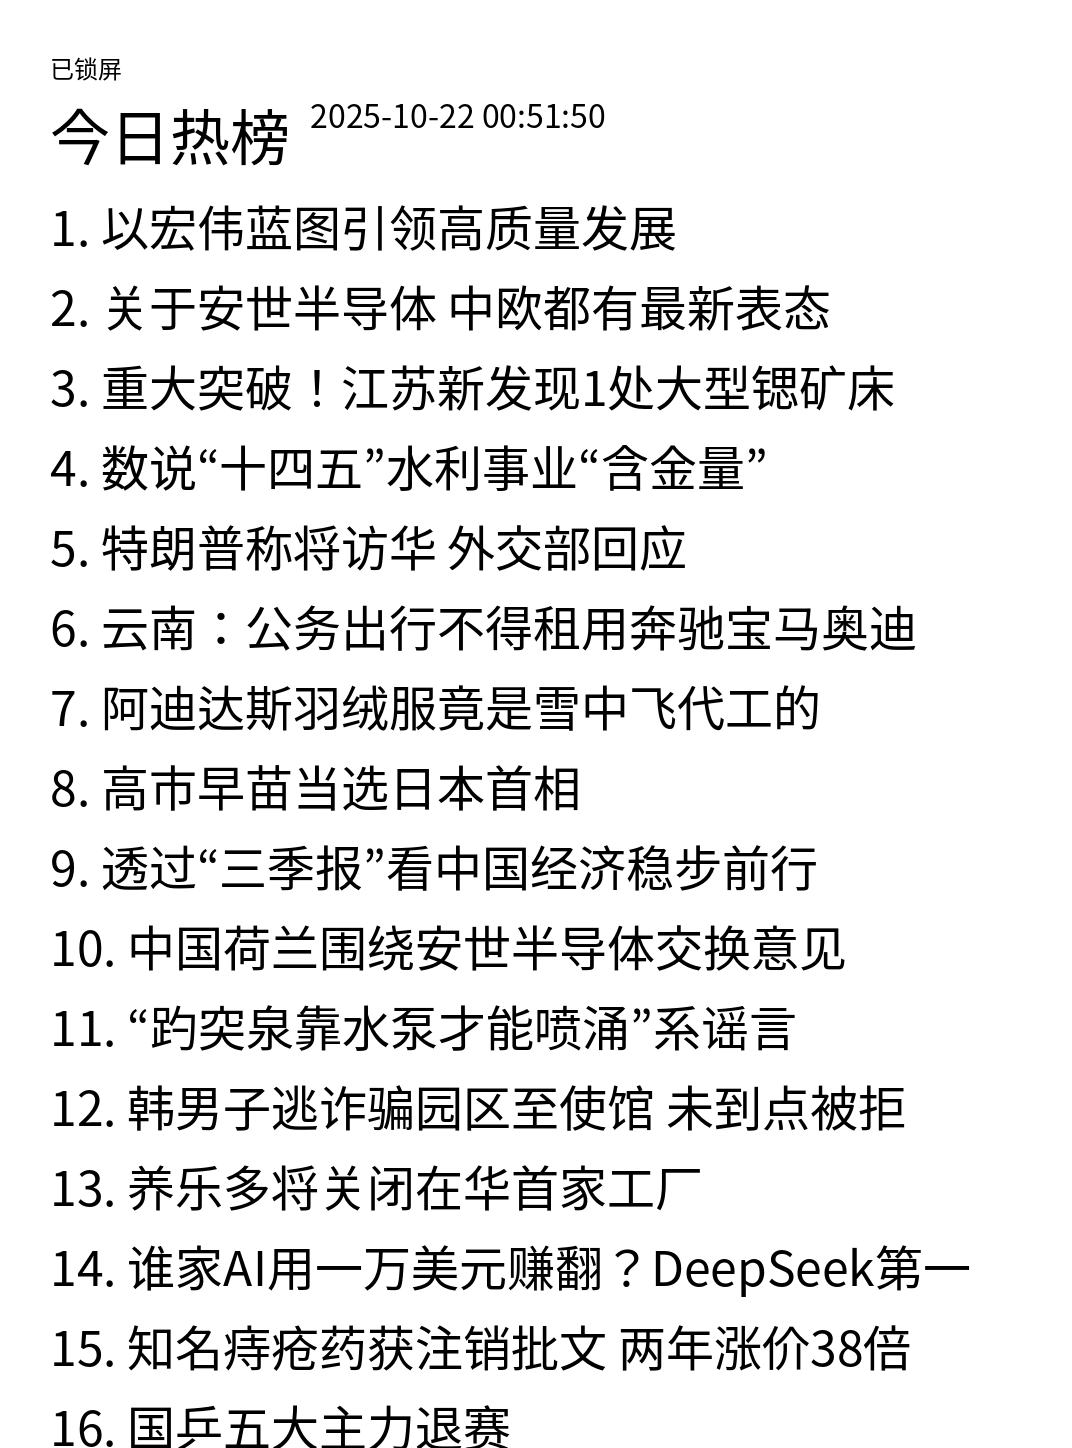 已锁屏
今日热榜 2025-10-22 00:51:50
1. 以宏伟蓝图引领高质量发展
2. 关于安世半导体 中欧都有最新表态
3. 重大突破！江苏新发现1处大型锶矿床
4. 数说“十四五”水利事业“含金量”
5. 特朗普称将访华 外交部回应
6. 云南：公务出行不得租用奔驰宝马奥迪
7. 阿迪达斯羽绒服竟是雪中飞代工的
8. 高市早苗当选日本首相
9. 透过“三季报”看中国经济稳步前行
10. 中国荷兰围绕安世半导体交换意见
11. “趵突泉靠水泵才能喷涌”系谣言
12. 韩男子逃诈骗园区至使馆 未到点被拒
13. 养乐多将关闭在华首家工厂
14. 谁家AI用一万美元赚翻？DeepSeek第一
15. 知名痔疮药获注销批文 两年涨价38倍
16. 国乒五大主力退赛